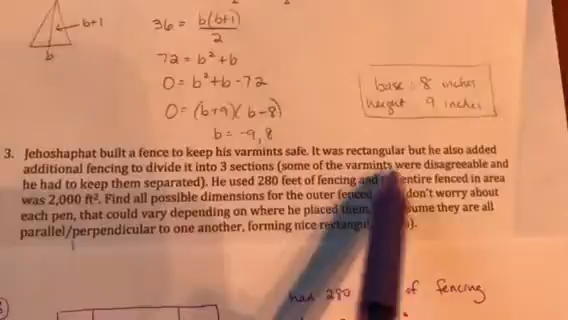 b+1
b
36 = b(b+1)
2
72 = b² + b
0 = b² + b - 72
0 = (b+9)(b-8)
b = -9, 8
base : 8 inches
height 9 inches
3. Jehoshaphat built a fence to keep his varmints safe. It was rectangular but he also added
additional fencing to divide it into 3 sections (some of the varmints were disagreeable and
he had to keep them separated). He used 280 feet of fencing and entire fenced in area
was 2,000 ft². Find all possible dimensions for the outer fenced don't worry about
each pen, that could vary depending on where he placed them. they are all
parallel/perpendicular to one another, forming nice
had 280 of fencing